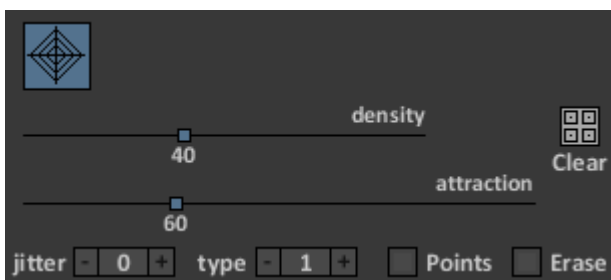 density
40
Clear
attraction
60
jitter - 0 + type - 1 + Points Erase